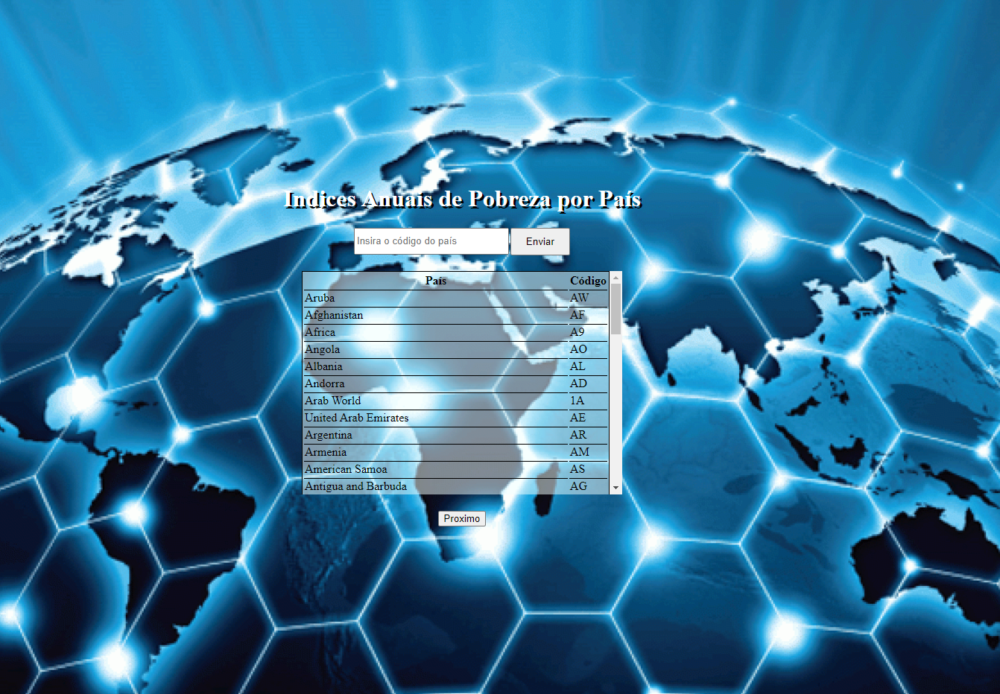 Indices Anuais de Pobreza por País
Insira o código do país Enviar
País Código
Aruba AW
Afghanistan AF
Africa A9
Angola AO
Albania AL
Andorra AD
Arab World 1A
United Arab Emirates AE
Argentina AR
Armenia AM
American Samoa AS
Antigua and Barbuda AG
Proximo